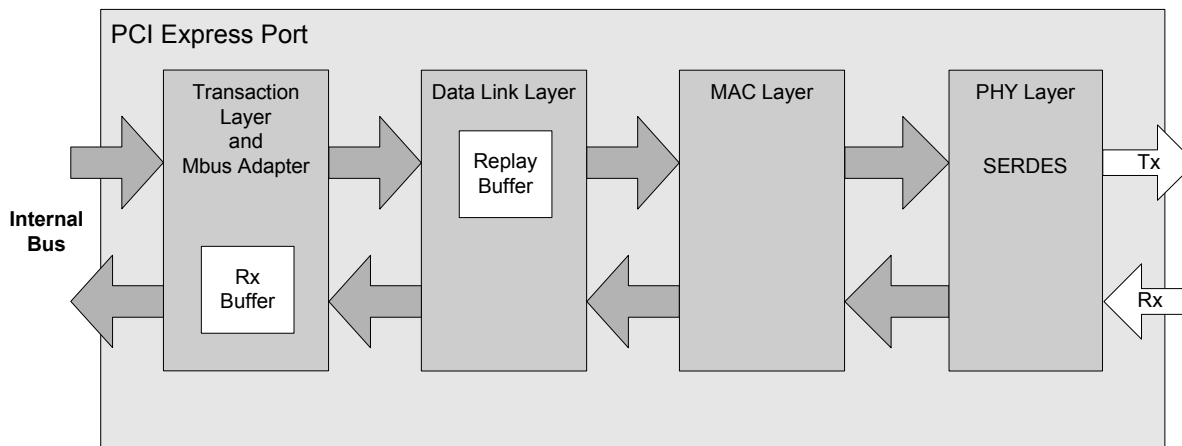 PCI Express Port
Transaction
Layer
and
Mbus Adapter
Data Link Layer
MAC Layer
PHY Layer
Replay
Buffer
SERDES
Tx
Internal
Bus
Rx
Buffer
Rx